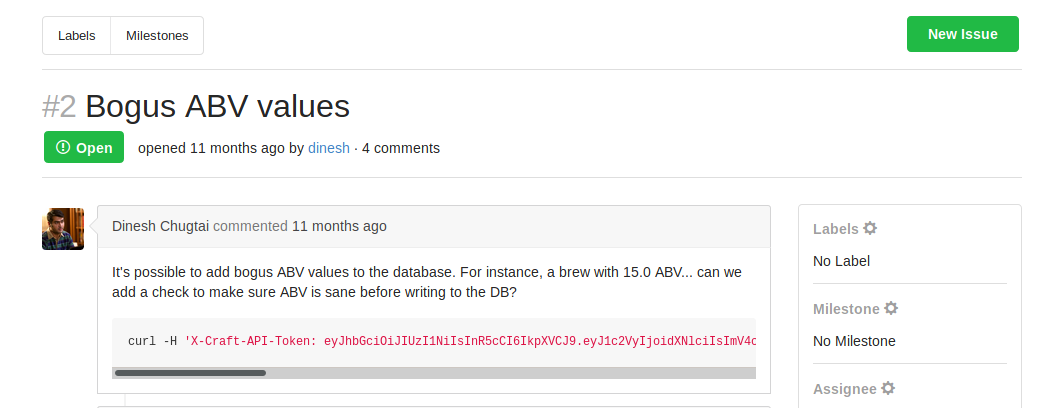 Labels Milestones New Issue
#2 Bogus ABV values
Open opened 11 months ago by dinesh · 4 comments
Dinesh Chugtai commented 11 months ago
It's possible to add bogus ABV values to the database. For instance, a brew with 15.0 ABV... can we
add a check to make sure ABV is sane before writing to the DB?
curl -H 'X-Craft-API-Token: eyJhbGciOiJIUzI1NiIsInR5cCI6IkpXVCJ9.eyJ1c2VyIjoidXNlciIsImV4c
Labels
No Label
Milestone
No Milestone
Assignee